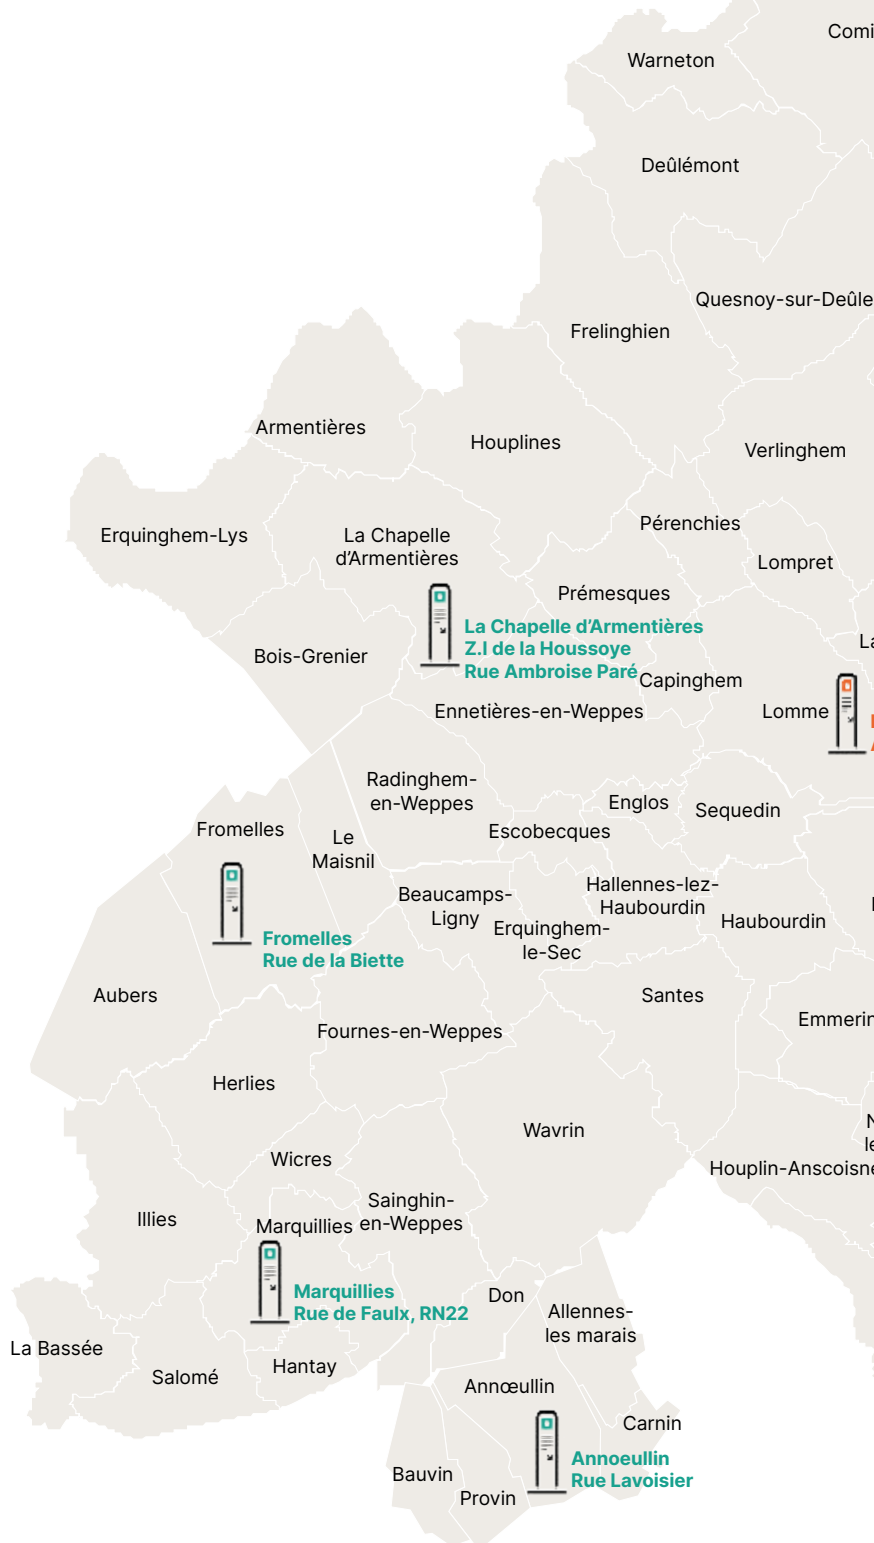 Comi
Warneton
Deûlémont
Quesnoy-sur-Deûle
Frelinghien
Armentières
Houplines
Verlinghem
Erquinghem-Lys
La Chapelle
d’Armentières
Pérenchies
Lompret
Prémesques
La Chapelle d’Armentières
Z.I de la Houssoye
Rue Ambroise Paré
La
Bois-Grenier
Capinghem
Ennetières-en-Weppes
Lomme
Radinghem-
en-Weppes
Englos
Sequedin
Escobecques
Fromelles
Le
Maisnil
Beaucamps-
Ligny
Hallennes-lez-
Haubourdin
Haubourdin
Erquinghem-
le-Sec
Fromelles
Rue de la Biette
Aubers
Santes
Emmerin
Fournes-en-Weppes
Herlies
Wavrin
Wicres
Houplin-Anscoisne
Illies
Sainghin-
en-Weppes
Marquillies
Marquillies
Rue de Faulx, RN22
Don
Allennes-
les marais
La Bassée
Salomé
Hantay
Annœullin
Carnin
Annoeullin
Rue Lavoisier
Bauvin
Provin